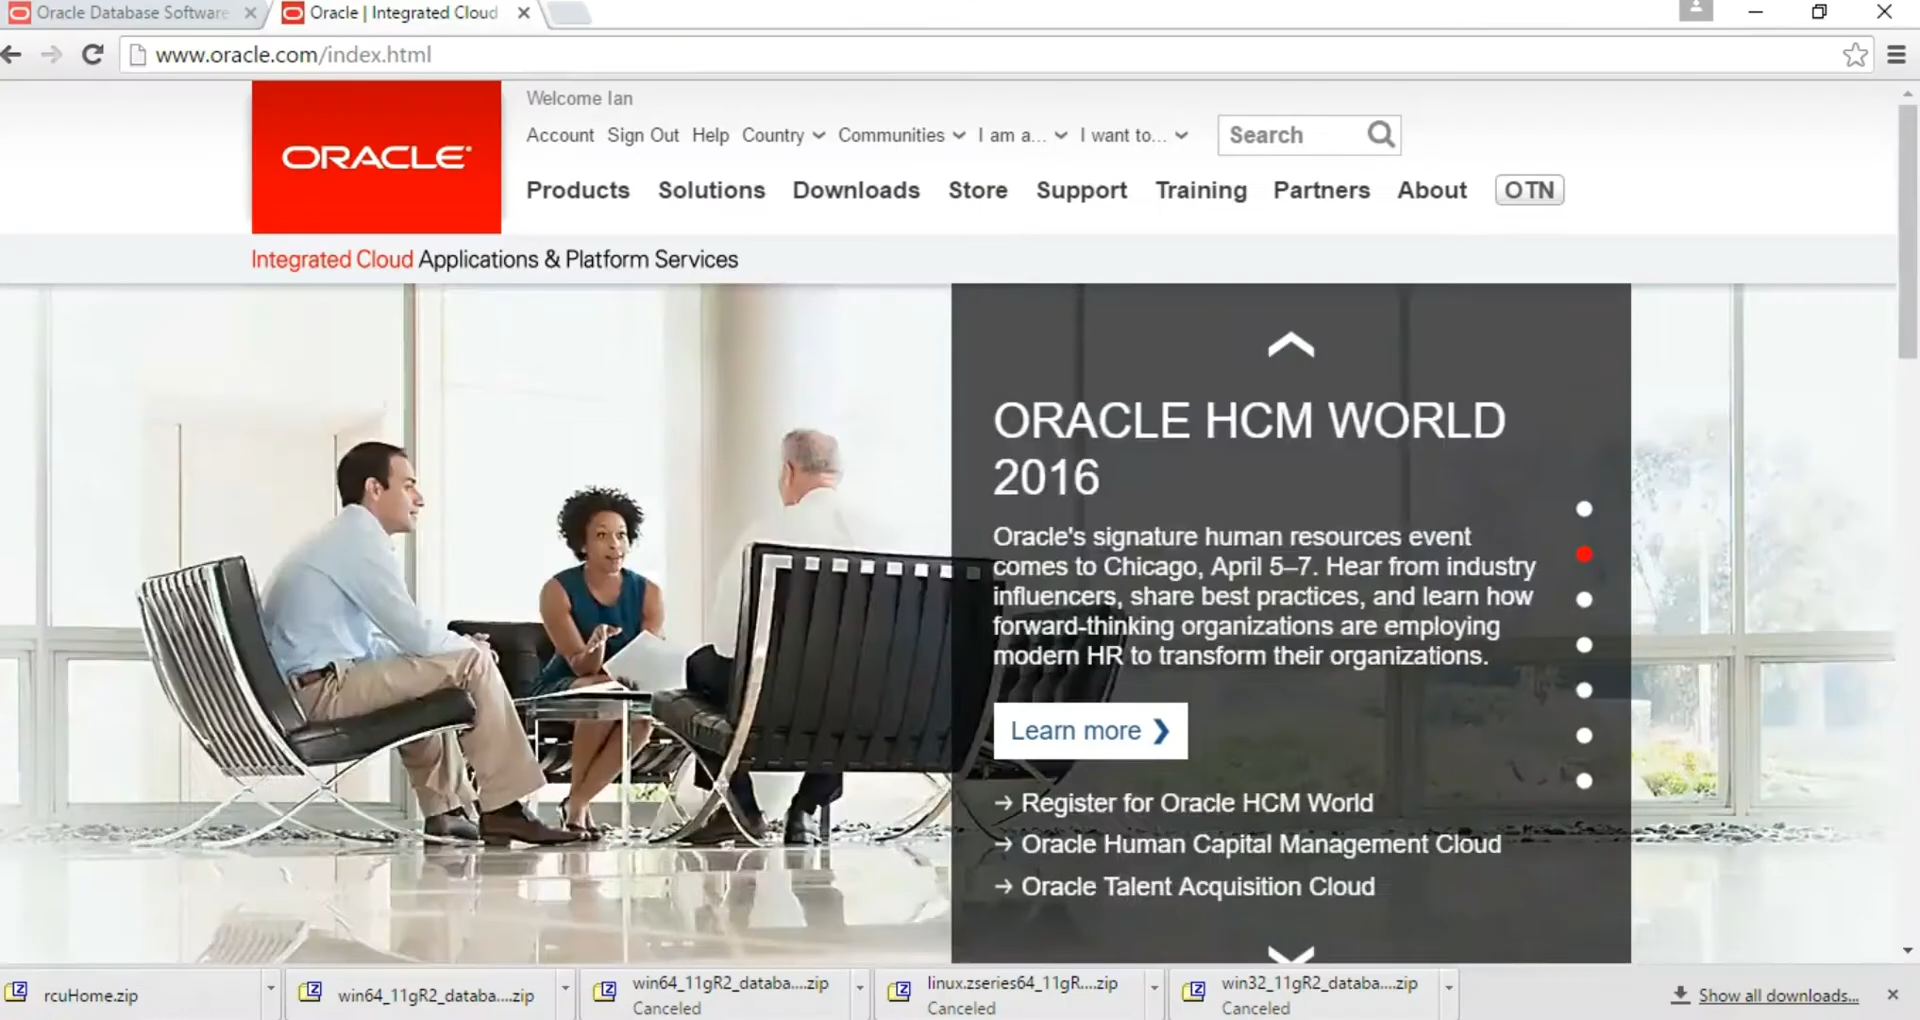 Oracle Database Software
Oracle | Integrated Cloud
www.oracle.com/index.html
ORACLE
Welcome Ian
Account Sign Out Help Country Communities I am a... I want to... Search
Products Solutions Downloads Store Support Training Partners About OTN
Integrated Cloud Applications & Platform Services
ORACLE HCM WORLD
2016
Oracle's signature human resources event
comes to Chicago, April 5–7. Hear from industry
influencers, share best practices, and learn how
forward-thinking organizations are employing
modern HR to transform their organizations.
Learn more ❯
→ Register for Oracle HCM World
→ Oracle Human Capital Management Cloud
→ Oracle Talent Acquisition Cloud
rcuHome.zip
win64_11gR2_databa....zip
win64_11gR2_databa....zip
Canceled
linux.zseries64_11gR....zip
Canceled
win32_11gR2_databa....zip
Canceled
Show all downloads...